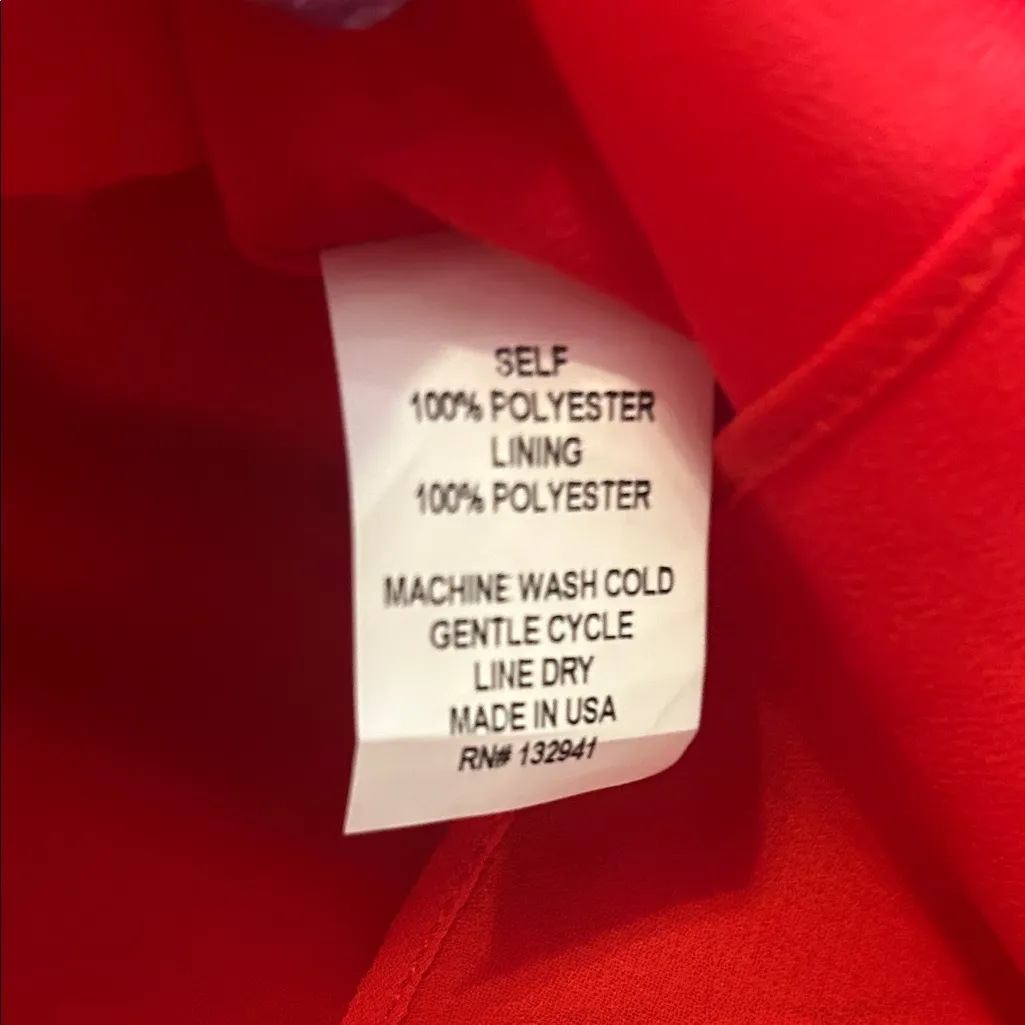 SELF
100% POLYESTER
LINING
100% POLYESTER
MACHINE WASH COLD
GENTLE CYCLE
LINE DRY
MADE IN USA
RN# 132941